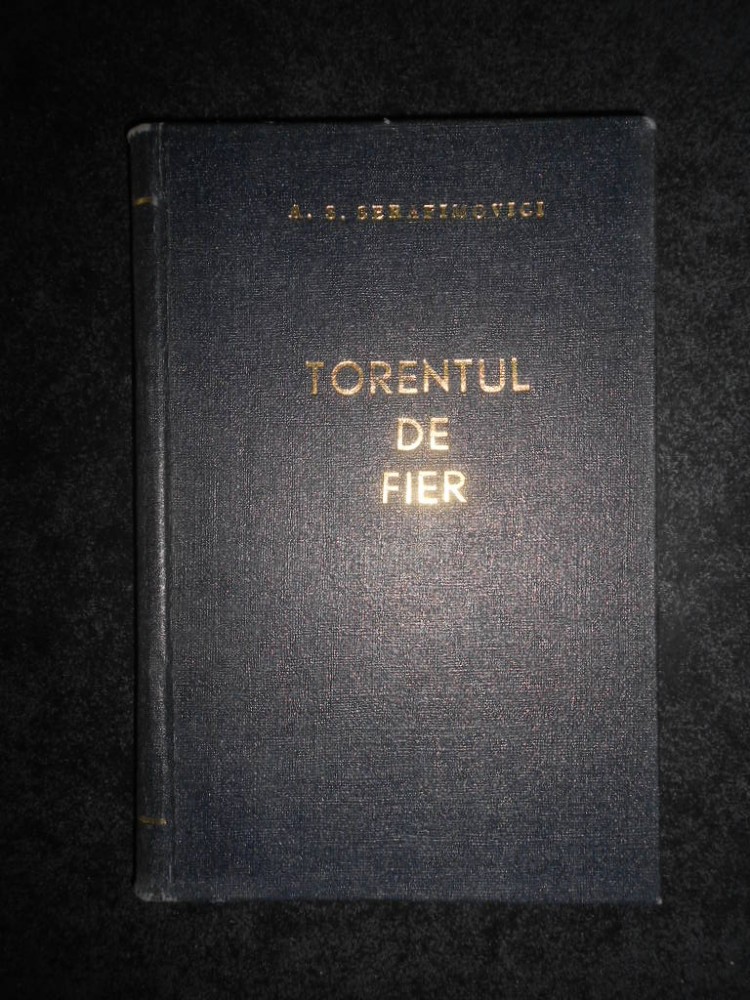 A. S. SERAFIMOVICI
TORENTUL
DE
FIER